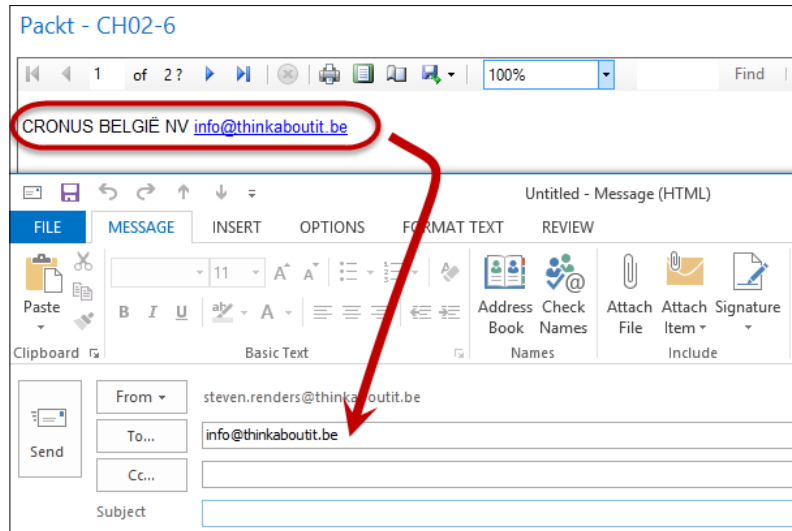 Packt - CH02-6
1 of 2? 100% Find
CRONUS BELGIË NV info@thinkaboutit.be
Untitled - Message (HTML)
FILE MESSAGE INSERT OPTIONS FORMAT TEXT REVIEW
11 A A
Paste B I U ab A Address Check Attach Attach Signature
Book Names File Item
Clipboard Basic Text Names Include
From steven.renders@thinkaboutit.be
To... info@thinkaboutit.be
Send
Cc...
Subject